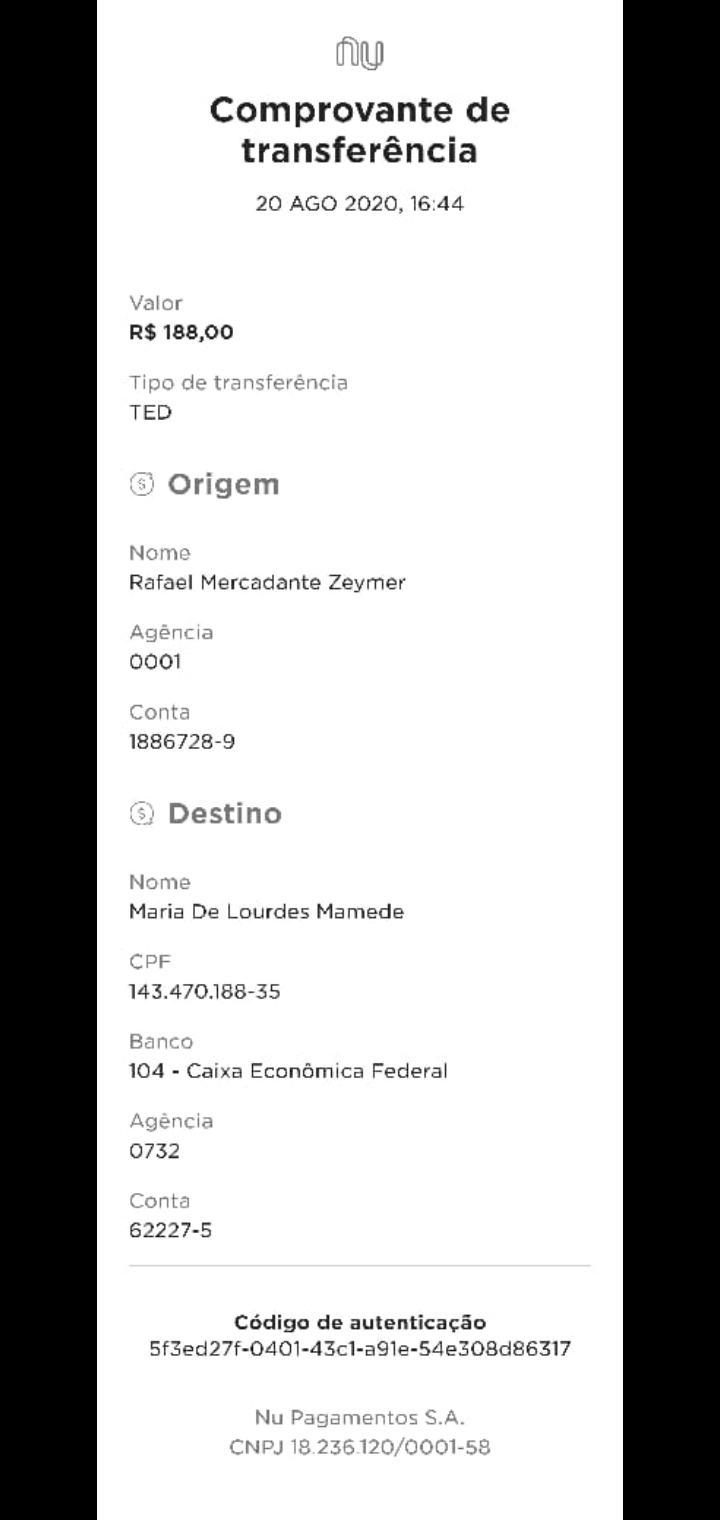 nu
Comprovante de
transferência
20 AGO 2020, 16:44
Valor
R$ 188,00
Tipo de transferência
TED
Origem
Nome
Rafael Mercadante Zeymer
Agência
0001
Conta
1886728-9
Destino
Nome
Maria De Lourdes Mamede
CPF
143.470.188-35
Banco
104 - Caixa Econômica Federal
Agência
0732
Conta
62227-5
Código de autenticação
5f3ed27f-0401-43c1-a91e-54e308d86317
Nu Pagamentos S.A.
CNPJ 18.236.120/0001-58